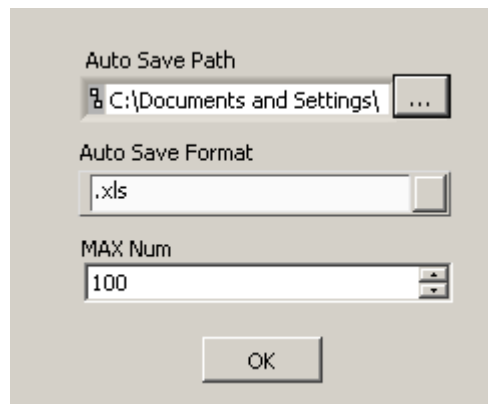 Auto Save Path
C:\Documents and Settings\
...
Auto Save Format
.xls
MAX Num
100
OK